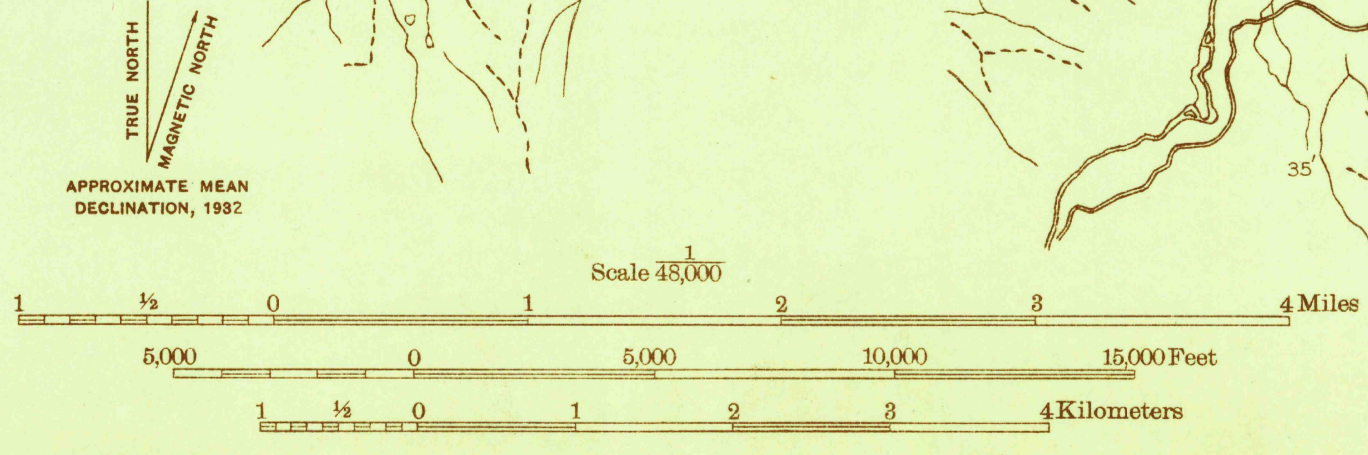 TRUE NORTH
MAGNETIC NORTH
APPROXIMATE MEAN
DECLINATION, 1932
35'
Scale 1/48,000
1 ½ 0 1 2 3 4 Miles
5,000 0 5,000 10,000 15,000 Feet
1 ½ 0 1 2 3 4 Kilometers